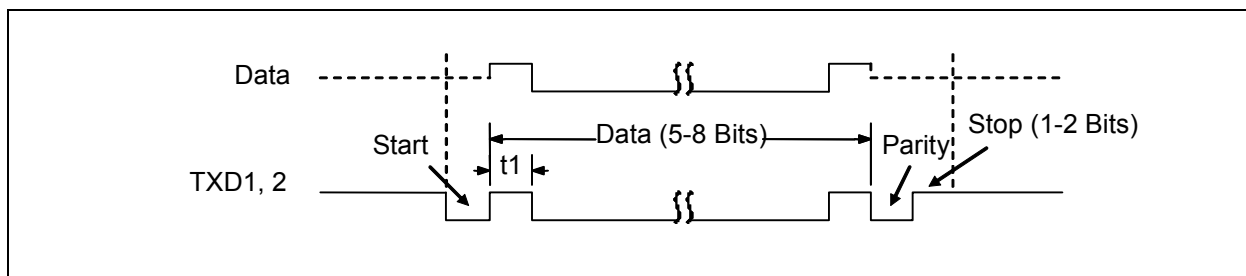 Data
Data (5-8 Bits)
Stop (1-2 Bits)
Start
Parity
t1
TXD1, 2